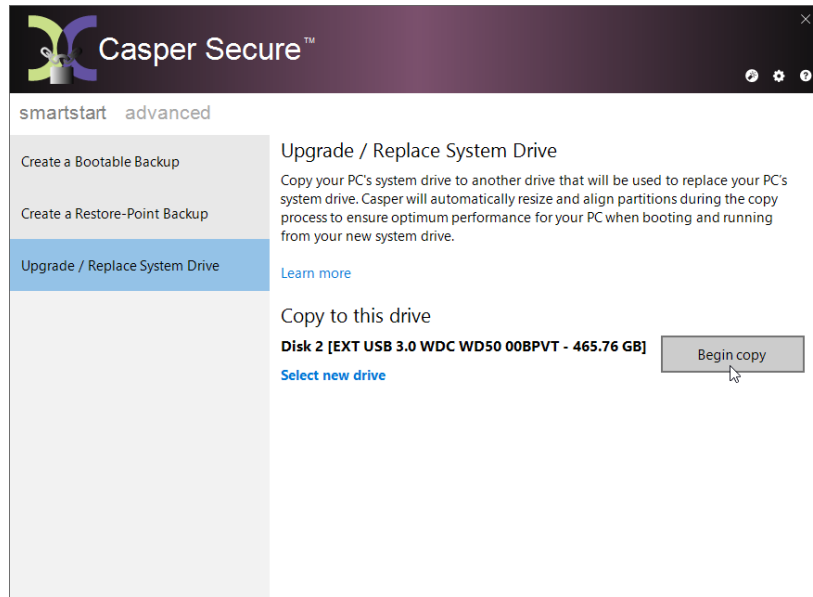 Casper Secure™
smartstart advanced
Create a Bootable Backup
Create a Restore-Point Backup
Upgrade / Replace System Drive
Upgrade / Replace System Drive
Copy your PC's system drive to another drive that will be used to replace your PC's
system drive. Casper will automatically resize and align partitions during the copy
process to ensure optimum performance for your PC when booting and running
from your new system drive.
Learn more
Copy to this drive
Disk 2 [EXT USB 3.0 WDC WD50 00BPVT - 465.76 GB]
Begin copy
Select new drive